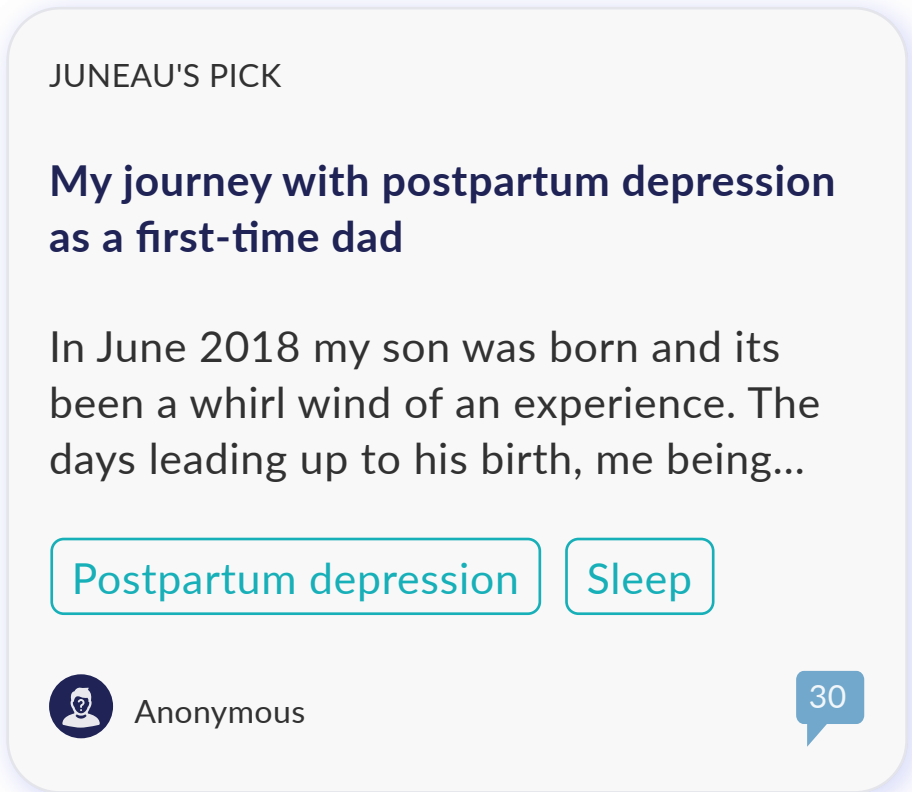 JUNEAU'S PICK
My journey with postpartum depression
as a first-time dad
In June 2018 my son was born and its
been a whirl wind of an experience. The
days leading up to his birth, me being...
Postpartum depression Sleep
?
Anonymous 30